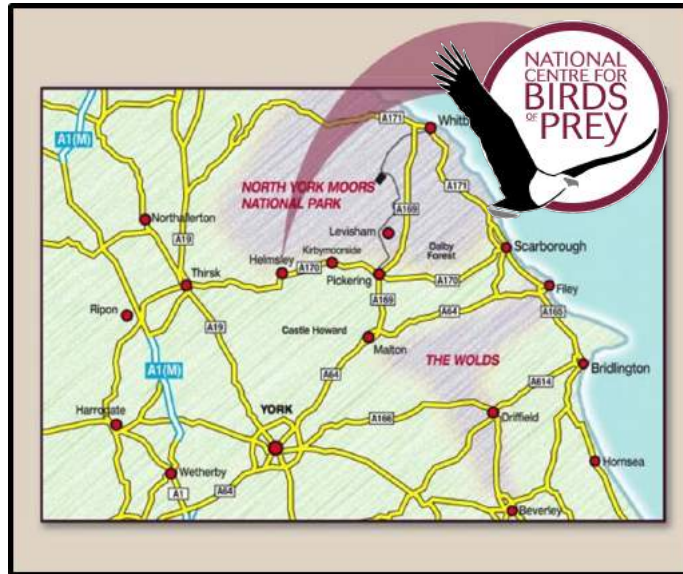 NATIONAL
CENTRE FOR
BIRDS
OF PREY
A1(M)
A171
Whitb
A171
NORTH YORK MOORS
NATIONAL PARK
A169
Levisham
Northallerton
A19
Kirbymoorside
Dalby
Forest
Scarborough
Helmsley
A170
Thirsk
Pickering
A170
A169
Filey
Ripon
A64
A165
A19
Castle Howard
Malton
THE WOLDS
A1(M)
A64
Bridlington
A614
Harrogate
YORK
A166
Driffield
Wetherby
Hornsea
A1
A64
Beverley